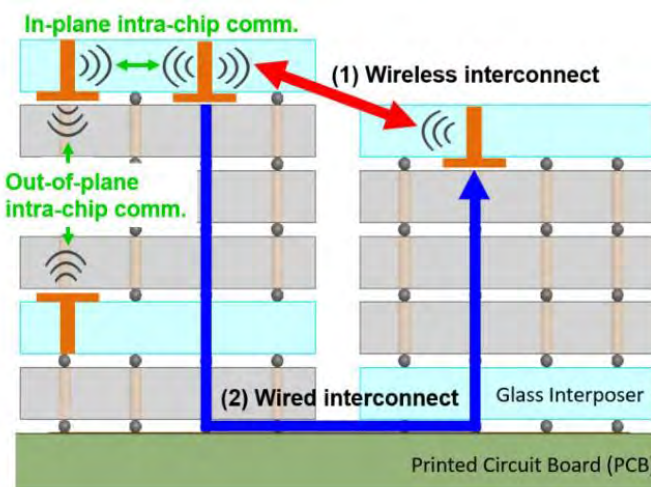 In-plane intra-chip comm.
(1) Wireless interconnect
Out-of-plane
intra-chip comm.
(2) Wired interconnect
Glass Interposer
Printed Circuit Board (PCB)